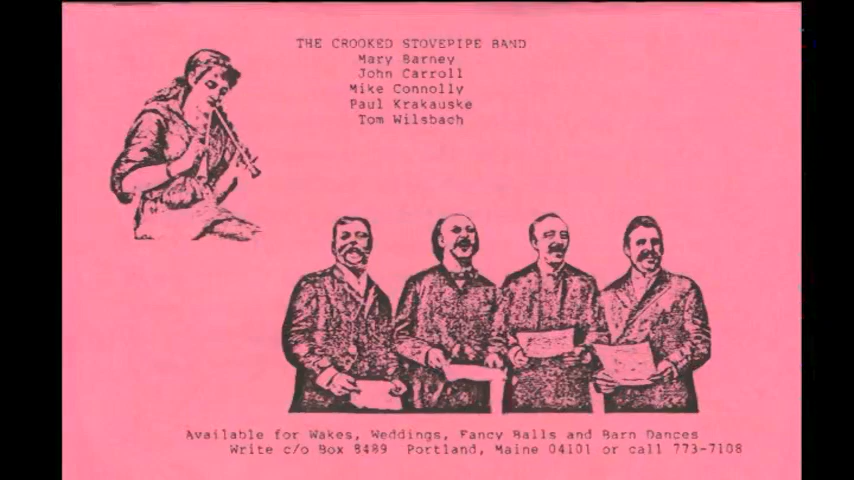 THE CROOKED STOVEPIPE BAND
Mary Barney
John Carroll
Mike Connolly
Paul Krakauske
Tom Wilsbach
Available for Wakes, Weddings, Fancy Balls and Barn Dances
Write c/o Box 8489 Portland, Maine 04101 or call 773-7108